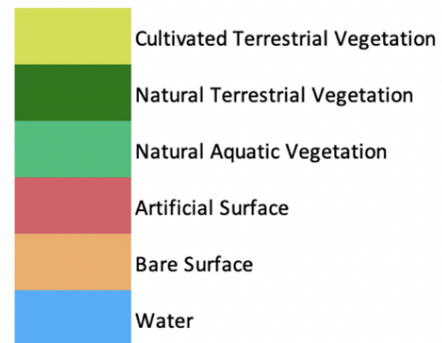 Cultivated Terrestrial Vegetation
Natural Terrestrial Vegetation
Natural Aquatic Vegetation
Artificial Surface
Bare Surface
Water